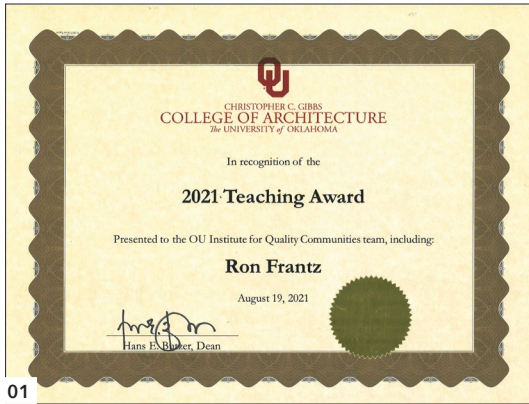 OU
CHRISTOPHER C. GIBBS
COLLEGE OF ARCHITECTURE
The UNIVERSITY of OKLAHOMA
In recognition of the
2021 Teaching Award
Presented to the OU Institute for Quality Communities team, including:
Ron Frantz
August 19, 2021
Hans E. Butzer, Dean
01